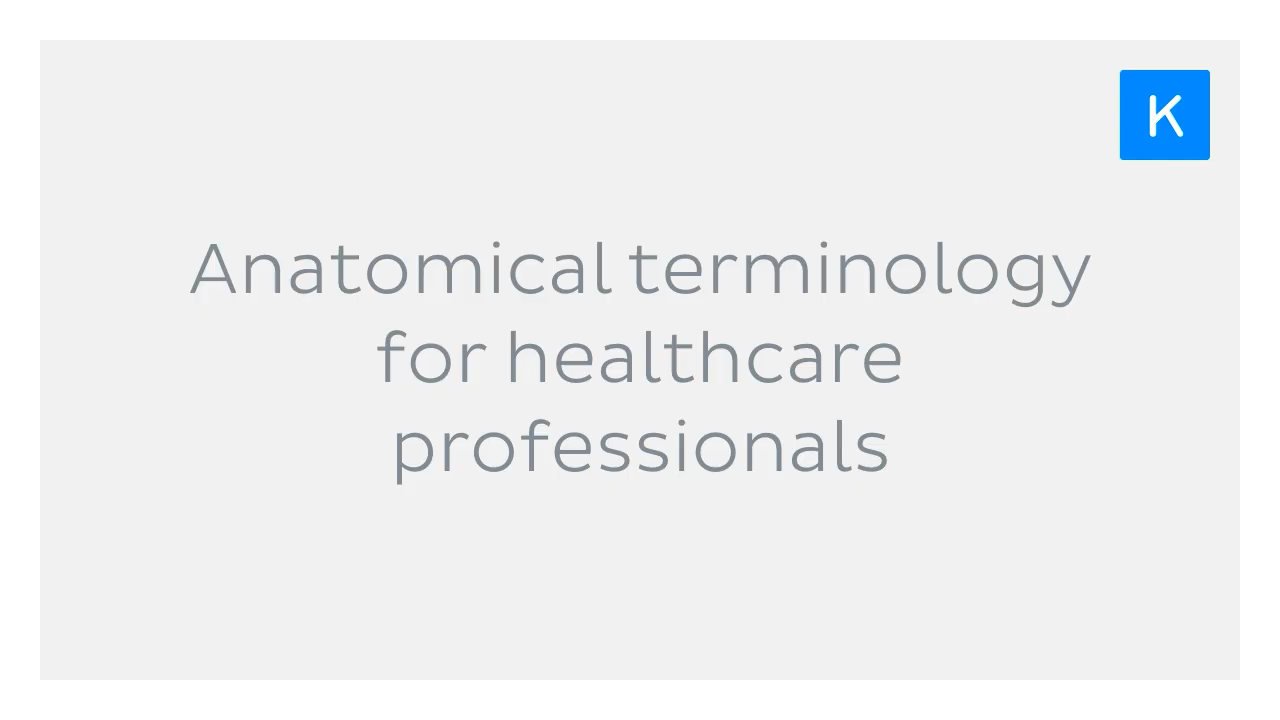 K
Anatomical terminology
for healthcare
professionals